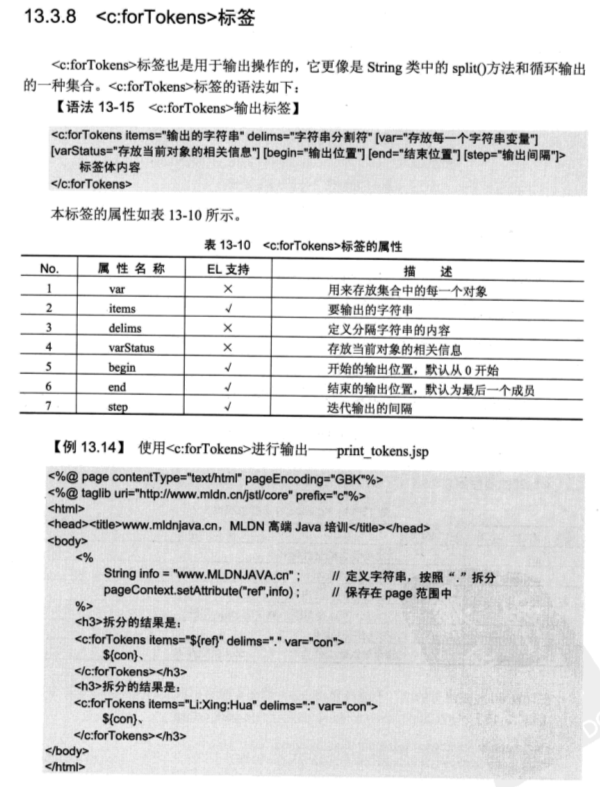 13.3.8 <c:forTokens>标签
<c:forTokens>标签也是用于输出操作的，它更像是 String 类中的 split()方法和循环输出
的一种集合。<c:forTokens>标签的语法如下：
【语法 13-15 <c:forTokens>输出标签】
<c:forTokens items="输出的字符串" delims="字符串分割符" [var="存放每一个字符串变量"]
[varStatus="存放当前对象的相关信息"] [begin="输出位置"] [end="结束位置"] [step="输出间隔"]>
标签体内容
</c:forTokens>
本标签的属性如表 13-10 所示。
表 13-10 <c:forTokens>标签的属性
No. 属性名称 EL 支持 描述
1 var × 用来存放集合中的每一个对象
2 items √ 要输出的字符串
3 delims × 定义分隔字符串的内容
4 varStatus × 存放当前对象的相关信息
5 begin √ 开始的输出位置，默认从 0 开始
6 end √ 结束的输出位置，默认为最后一个成员
7 step √ 迭代输出的间隔
【例 13.14】 使用<c:forTokens>进行输出——print_tokens.jsp
<%@ page contentType="text/html" pageEncoding="GBK"%>
<%@ taglib uri="http://www.mldn.cn/jstl/core" prefix="c"%>
<html>
<head><title>www.mldnjava.cn，MLDN 高端 Java 培训</title></head>
<body>
<%
String info = "www.MLDNJAVA.cn" ; // 定义字符串，按照“.”拆分
pageContext.setAttribute("ref",info) ; // 保存在 page 范围中
%>
<h3>拆分的结果是：
<c:forTokens items="${ref}" delims="." var="con">
${con}、
</c:forTokens></h3>
<h3>拆分的结果是：
<c:forTokens items="Li:Xing:Hua" delims=":" var="con">
${con}、
</c:forTokens></h3>
</body>
</html>